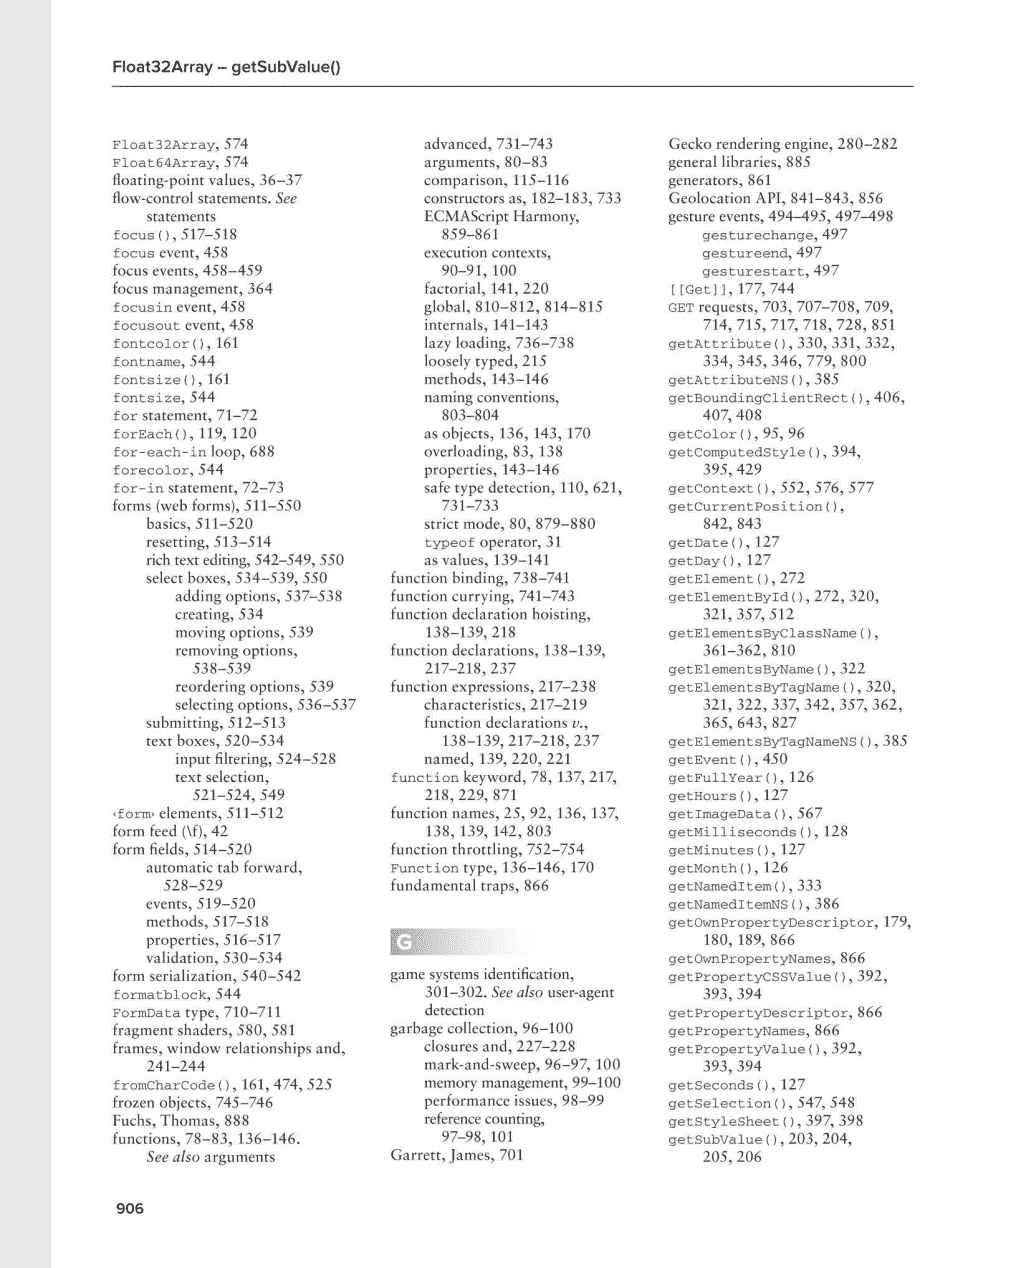 Float32Array – getSubValue()
Float32Array, 574
Float64Array, 574
floating-point values, 36–37
flow-control statements. See
statements
focus(), 517–518
focus event, 458
focus events, 458–459
focus management, 364
focusin event, 458
focusout event, 458
fontcolor(), 161
fontname, 544
fontsize(), 161
fontsize, 544
for statement, 71–72
forEach(), 119, 120
for-each-in loop, 688
forecolor, 544
for-in statement, 72–73
forms (web forms), 511–550
basics, 511–520
resetting, 513–514
rich text editing, 542–549, 550
select boxes, 534–539, 550
adding options, 537–538
creating, 534
moving options, 539
removing options,
538–539
reordering options, 539
selecting options, 536–537
submitting, 512–513
text boxes, 520–534
input filtering, 524–528
text selection,
521–524, 549
‹form› elements, 511–512
form feed (\f), 42
form fields, 514–520
automatic tab forward,
528–529
events, 519–520
methods, 517–518
properties, 516–517
validation, 530–534
form serialization, 540–542
formatblock, 544
FormData type, 710–711
fragment shaders, 580, 581
frames, window relationships and,
241–244
fromCharCode(), 161, 474, 525
frozen objects, 745–746
Fuchs, Thomas, 888
functions, 78–83, 136–146.
See also arguments
advanced, 731–743
arguments, 80–83
comparison, 115–116
constructors as, 182–183, 733
ECMAScript Harmony,
859–861
execution contexts,
90–91, 100
factorial, 141, 220
global, 810–812, 814–815
internals, 141–143
lazy loading, 736–738
loosely typed, 215
methods, 143–146
naming conventions,
803–804
as objects, 136, 143, 170
overloading, 83, 138
properties, 143–146
safe type detection, 110, 621,
731–733
strict mode, 80, 879–880
typeof operator, 31
as values, 139–141
function binding, 738–741
function currying, 741–743
function declaration hoisting,
138–139, 218
function declarations, 138–139,
217–218, 237
function expressions, 217–238
characteristics, 217–219
function declarations v.,
138–139, 217–218, 237
named, 139, 220, 221
function keyword, 78, 137, 217,
218, 229, 871
function names, 25, 92, 136, 137,
138, 139, 142, 803
function throttling, 752–754
Function type, 136–146, 170
fundamental traps, 866
G
game systems identification,
301–302. See also user-agent
detection
garbage collection, 96–100
closures and, 227–228
mark-and-sweep, 96–97, 100
memory management, 99–100
performance issues, 98–99
reference counting,
97–98, 101
Garrett, James, 701
Gecko rendering engine, 280–282
general libraries, 885
generators, 861
Geolocation API, 841–843, 856
gesture events, 494–495, 497–498
gesturechange, 497
gestureend, 497
gesturestart, 497
[[Get]], 177, 744
GET requests, 703, 707–708, 709,
714, 715, 717, 718, 728, 851
getAttribute(), 330, 331, 332,
334, 345, 346, 779, 800
getAttributeNS(), 385
getBoundingClientRect(), 406,
407, 408
getColor(), 95, 96
getComputedStyle(), 394,
395, 429
getContext(), 552, 576, 577
getCurrentPosition(),
842, 843
getDate(), 127
getDay(), 127
getElement(), 272
getElementById(), 272, 320,
321, 357, 512
getElementsByClassName(),
361–362, 810
getElementsByName(), 322
getElementsByTagName(), 320,
321, 322, 337, 342, 357, 362,
365, 643, 827
getElementsByTagNameNS(), 385
getEvent(), 450
getFullYear(), 126
getHours(), 127
getImageData(), 567
getMilliseconds(), 128
getMinutes(), 127
getMonth(), 126
getNamedItem(), 333
getNamedItemNS(), 386
getOwnPropertyDescriptor, 179,
180, 189, 866
getOwnPropertyNames, 866
getPropertyCSSValue(), 392,
393, 394
getPropertyDescriptor, 866
getPropertyNames, 866
getPropertyValue(), 392,
393, 394
getSeconds(), 127
getSelection(), 547, 548
getStyleSheet(), 397, 398
getSubValue(), 203, 204,
205, 206
906